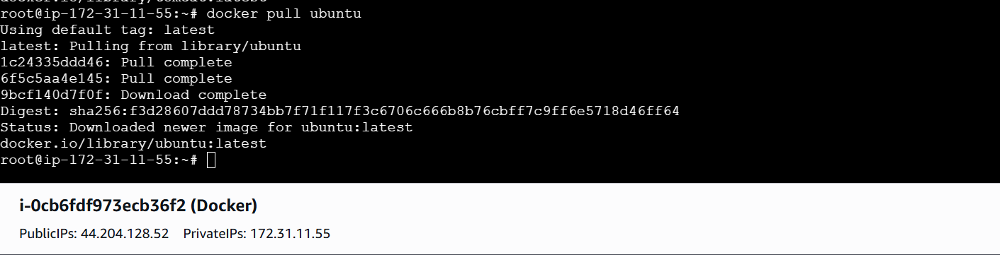 root@ip-172-31-11-55:~# docker pull ubuntu
Using default tag: latest
latest: Pulling from library/ubuntu
1c24335ddd46: Pull complete
6f5c5aa4e145: Pull complete
9bcf140d7f0f: Download complete
Digest: sha256:f3d28607ddd78734bb7f71f117f3c6706c666b8b76cbff7c9ff6e5718d46ff64
Status: Downloaded newer image for ubuntu:latest
docker.io/library/ubuntu:latest
root@ip-172-31-11-55:~#
i-0cb6fdf973ecb36f2 (Docker)
PublicIPs: 44.204.128.52 PrivateIPs: 172.31.11.55